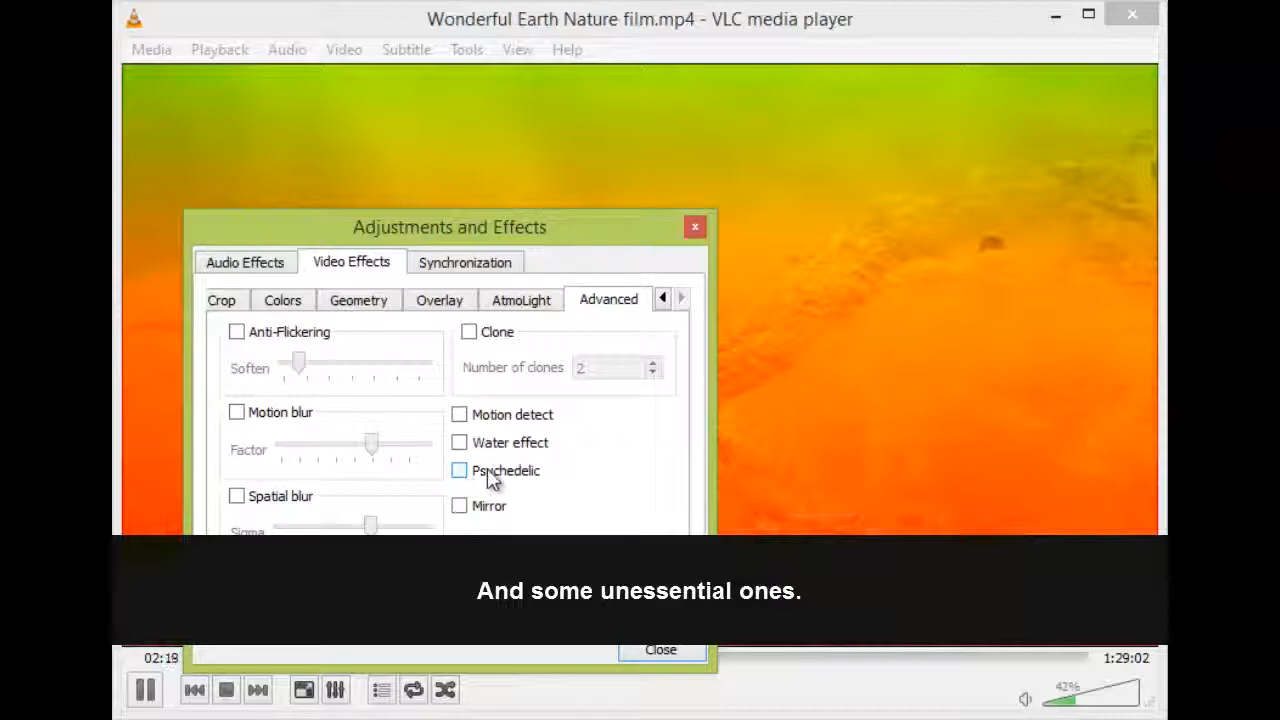 Wonderful Earth Nature film.mp4 - VLC media player
Media Playback Audio Video Subtitle Tools View Help
Adjustments and Effects
Audio Effects Video Effects Synchronization
Crop Colors Geometry Overlay AtmoLight Advanced
Anti-Flickering
Soften
Clone
Number of clones 2
Motion blur
Factor
Motion detect
Water effect
Psychedelic
Spatial blur
Sigma
Mirror
And some unessential ones.
Close
02:19
1:29:02
42%